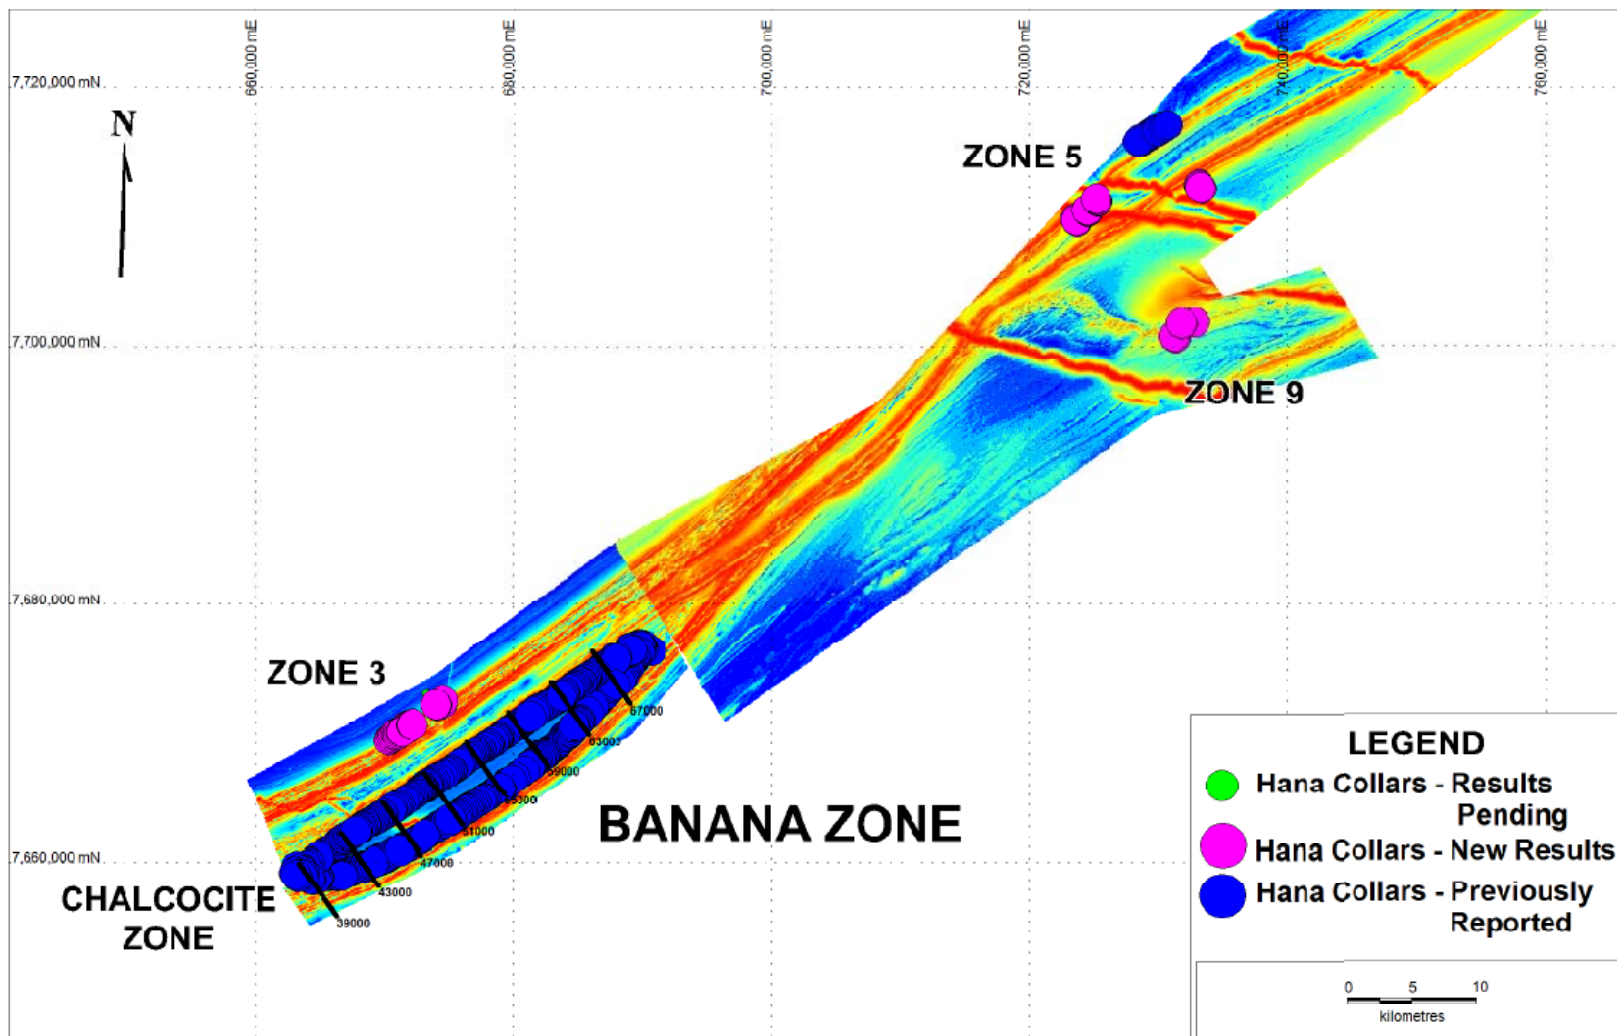 660,000 mE
680,000 mE
700,000 mE
720,000 mE
740,000 mE
760,000 mE
7,720,000 mN
N
ZONE 5
7,700,000 mN
ZONE 9
7,680,000 mN
ZONE 3
67000
63000
59000
55000
51000
47000
43000
39000
BANANA ZONE
7,660,000 mN
CHALCOCITE
ZONE
LEGEND
Hana Collars - Results
Pending
Hana Collars - New Results
Hana Collars - Previously
Reported
0 5 10
kilometres